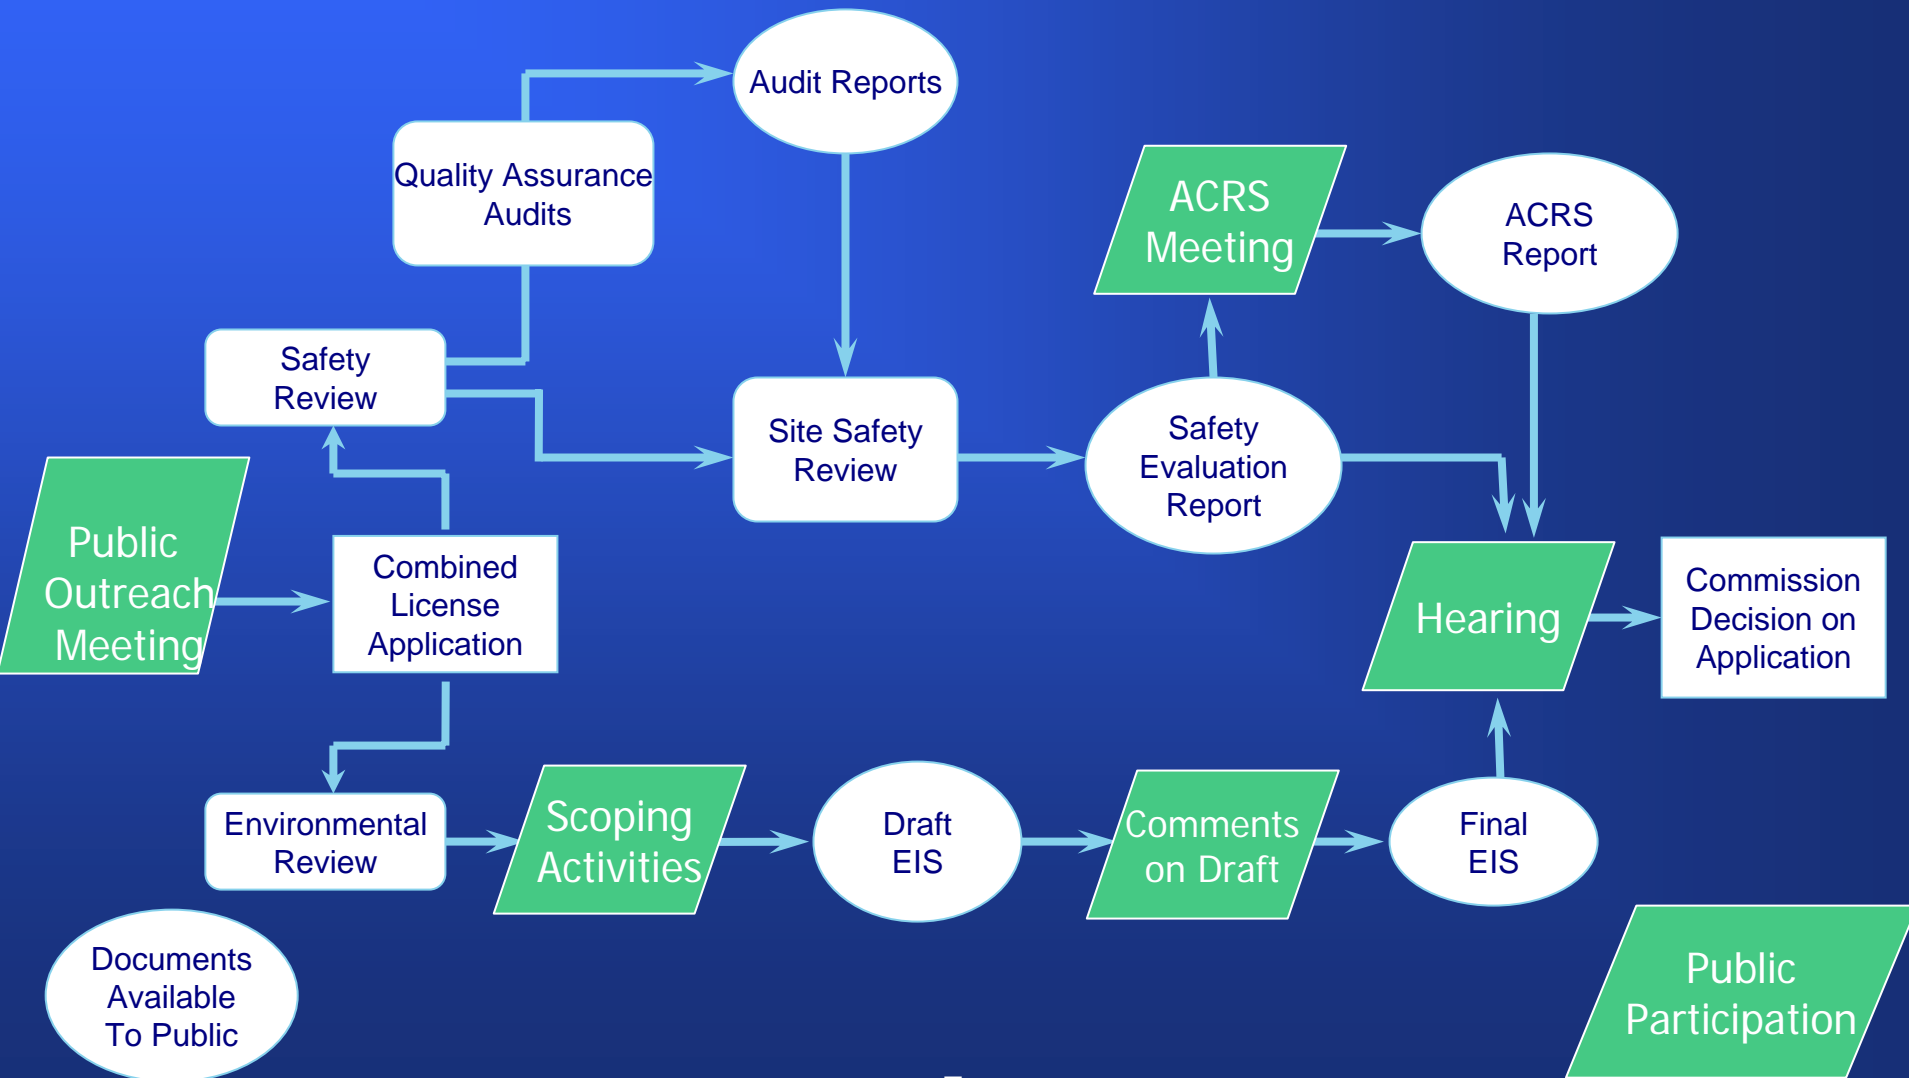 Audit Reports
Quality Assurance
Audits
ACRS
Meeting
ACRS
Report
Safety
Review
Site Safety
Review
Safety
Evaluation
Report
Public
Outreach
Meeting
Combined
License
Application
Hearing
Commission
Decision on
Application
Environmental
Review
Scoping
Activities
Draft
EIS
Comments
on Draft
Final
EIS
Documents
Available
To Public
Public
Participation